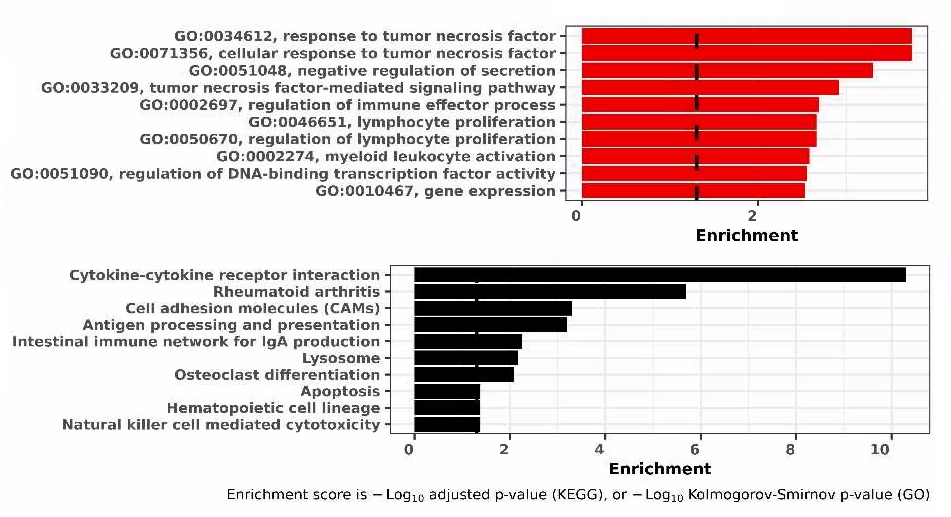 GO:0034612, response to tumor necrosis factor
GO:0071356, cellular response to tumor necrosis factor
GO:0051048, negative regulation of secretion
GO:0033209, tumor necrosis factor-mediated signaling pathway
GO:0002697, regulation of immune effector process
GO:0046651, lymphocyte proliferation
GO:0050670, regulation of lymphocyte proliferation
GO:0002274, myeloid leukocyte activation
GO:0051090, regulation of DNA-binding transcription factor activity
GO:0010467, gene expression
0 2
Enrichment
Cytokine-cytokine receptor interaction
Rheumatoid arthritis
Cell adhesion molecules (CAMs)
Antigen processing and presentation
Intestinal immune network for IgA production
Lysosome
Osteoclast differentiation
Apoptosis
Hematopoietic cell lineage
Natural killer cell mediated cytotoxicity
0 2 4 6 8 10
Enrichment
Enrichment score is −Log₁₀ adjusted p-value (KEGG), or −Log₁₀ Kolmogorov-Smirnov p-value (GO)